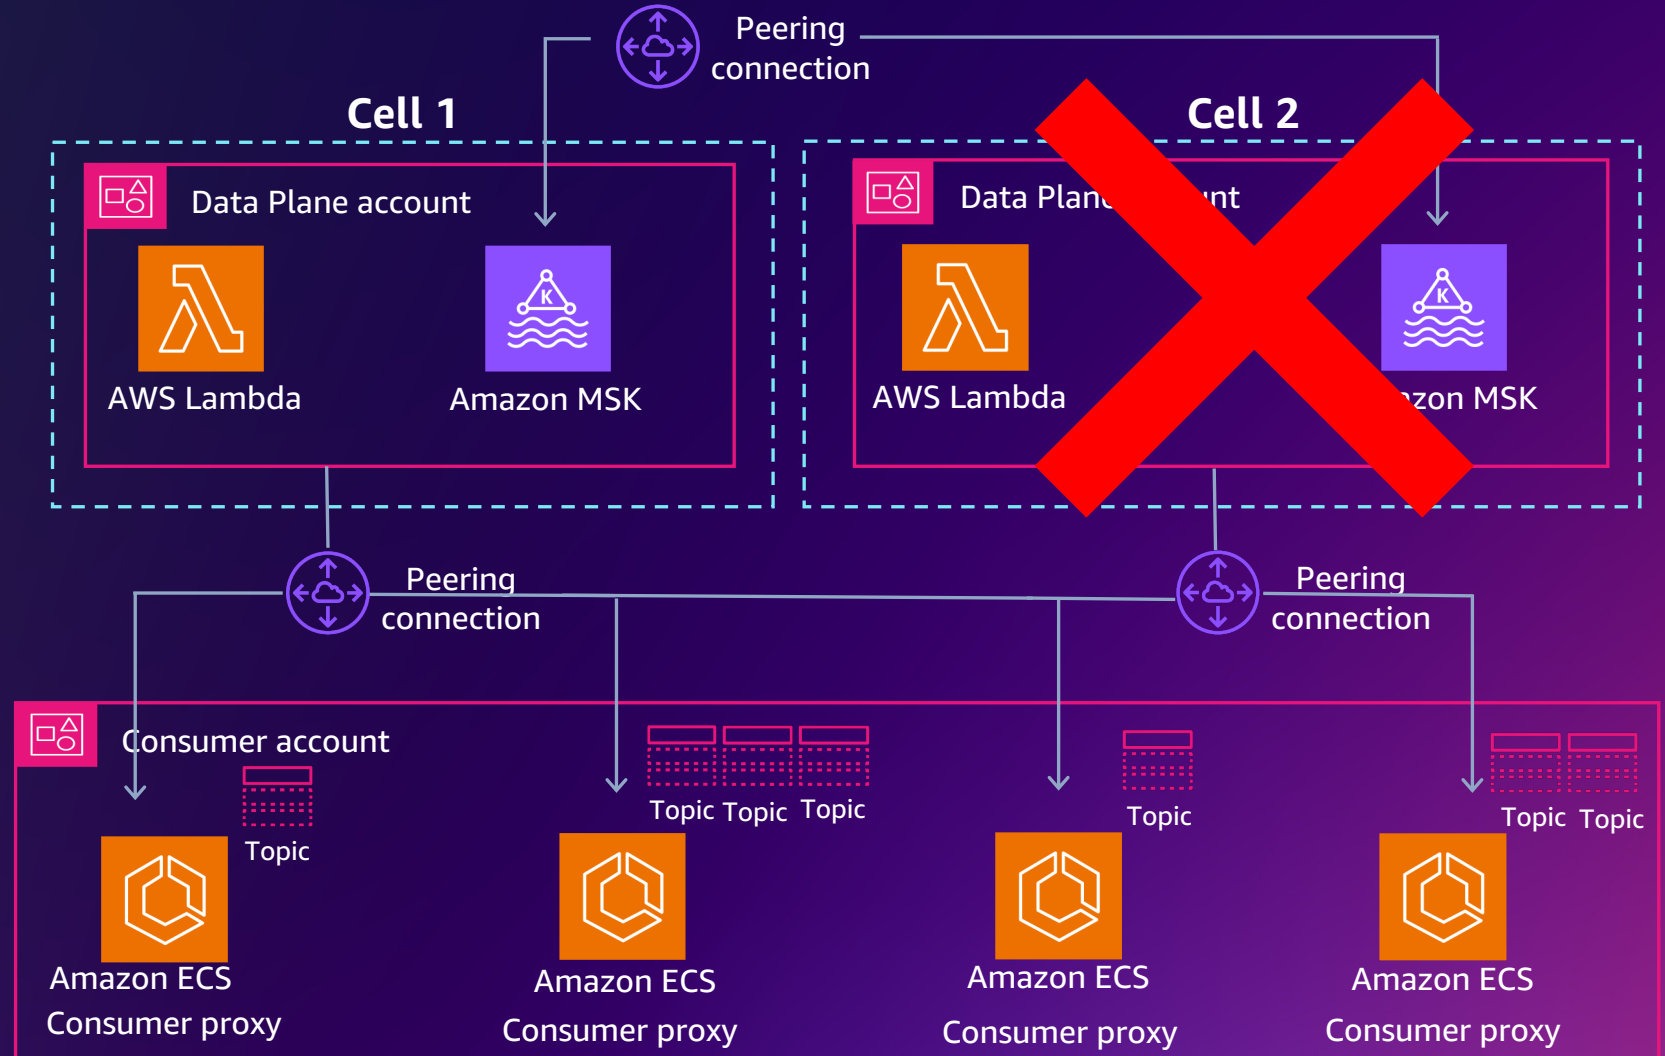 Peering
connection
Cell 1
Cell 2
Data Plane account
Data Plan nt
K
K
AWS Lambda
Amazon MSK
AWS Lambda
zon MSK
Peering
connection
Peering
connection
Consumer account
Topic
Topic Topic Topic
Topic
Topic Topic
Amazon ECS
Consumer proxy
Amazon ECS
Consumer proxy
Amazon ECS
Consumer proxy
Amazon ECS
Consumer proxy